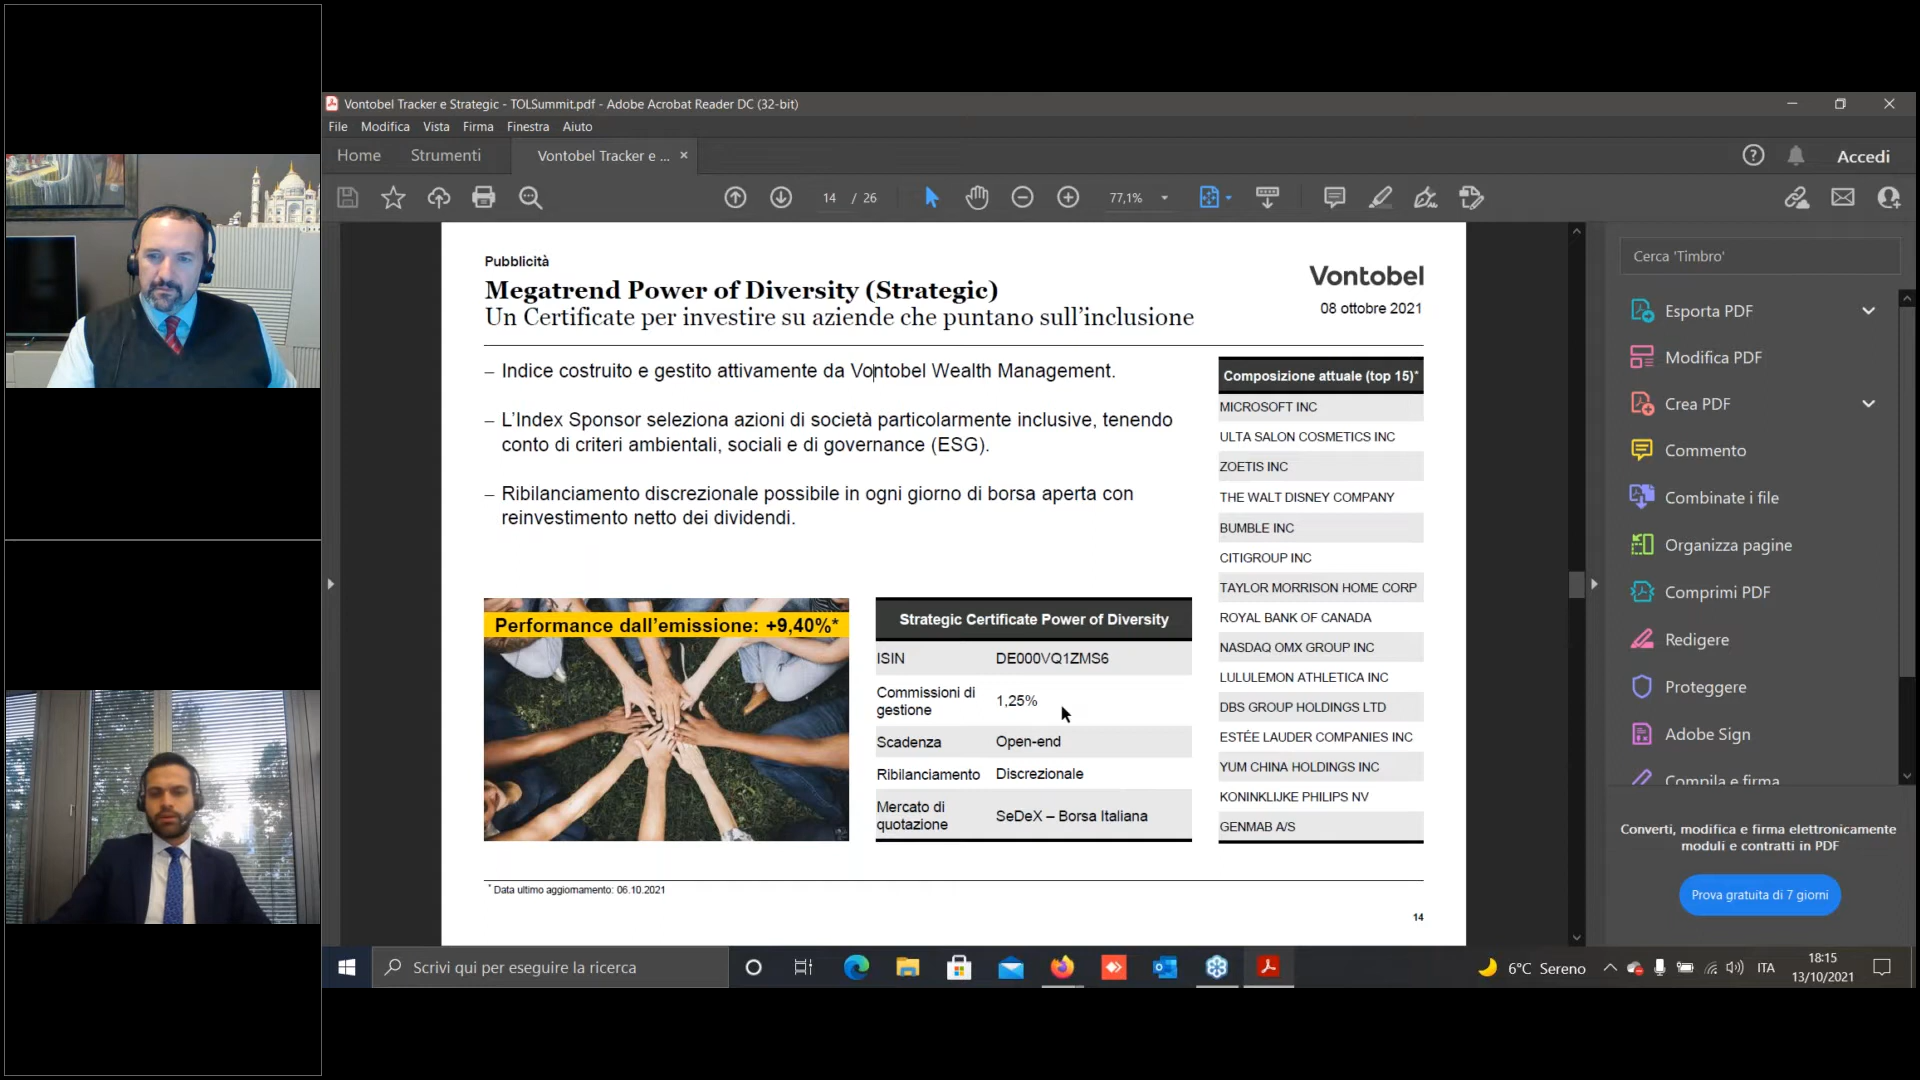 Vontobel Tracker e Strategic - TOLSummit.pdf - Adobe Acrobat Reader DC (32-bit)
File Modifica Vista Firma Finestra Aiuto
Home Strumenti Vontobel Tracker e ... ×
Accedi
14 / 26
77,1%
Pubblicità
Megatrend Power of Diversity (Strategic)
Un Certificate per investire su aziende che puntano sull'inclusione
Vontobel
08 ottobre 2021
– Indice costruito e gestito attivamente da Vontobel Wealth Management.
– L'Index Sponsor seleziona azioni di società particolarmente inclusive, tenendo
conto di criteri ambientali, sociali e di governance (ESG).
– Ribilanciamento discrezionale possibile in ogni giorno di borsa aperta con
reinvestimento netto dei dividendi.
Performance dall'emissione: +9,40%*
Strategic Certificate Power of Diversity
ISIN DE000VQ1ZMS6
Commissioni di
gestione 1,25%
Scadenza Open-end
Ribilanciamento Discrezionale
Mercato di
quotazione SeDeX – Borsa Italiana
Composizione attuale (top 15)*
MICROSOFT INC
ULTA SALON COSMETICS INC
ZOETIS INC
THE WALT DISNEY COMPANY
BUMBLE INC
CITIGROUP INC
TAYLOR MORRISON HOME CORP
ROYAL BANK OF CANADA
NASDAQ OMX GROUP INC
LULULEMON ATHLETICA INC
DBS GROUP HOLDINGS LTD
ESTÉE LAUDER COMPANIES INC
YUM CHINA HOLDINGS INC
KONINKLIJKE PHILIPS NV
GENMAB A/S
* Data ultimo aggiornamento: 06.10.2021
14
Cerca 'Timbro'
Esporta PDF
Modifica PDF
Crea PDF
Commento
Combinate i file
Organizza pagine
Comprimi PDF
Redigere
Proteggere
Adobe Sign
Compila e firma
Converti, modifica e firma elettronicamente
moduli e contratti in PDF
Prova gratuita di 7 giorni
Scrivi qui per eseguire la ricerca
6°C Sereno
ITA
18:15
13/10/2021